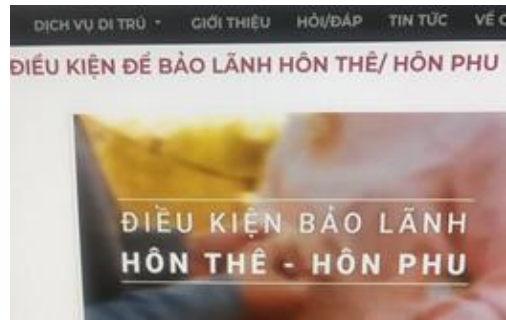 DỊCH VỤ DI TRÚ
GIỚI THIỆU
HỎI/ĐÁP
TIN TỨC
VỀ
ĐIỀU KIỆN ĐỂ BẢO LÃNH HÔN THÊ/ HÔN PHU
ĐIỀU KIỆN BẢO LÃNH
HÔN THÊ - HÔN PHU